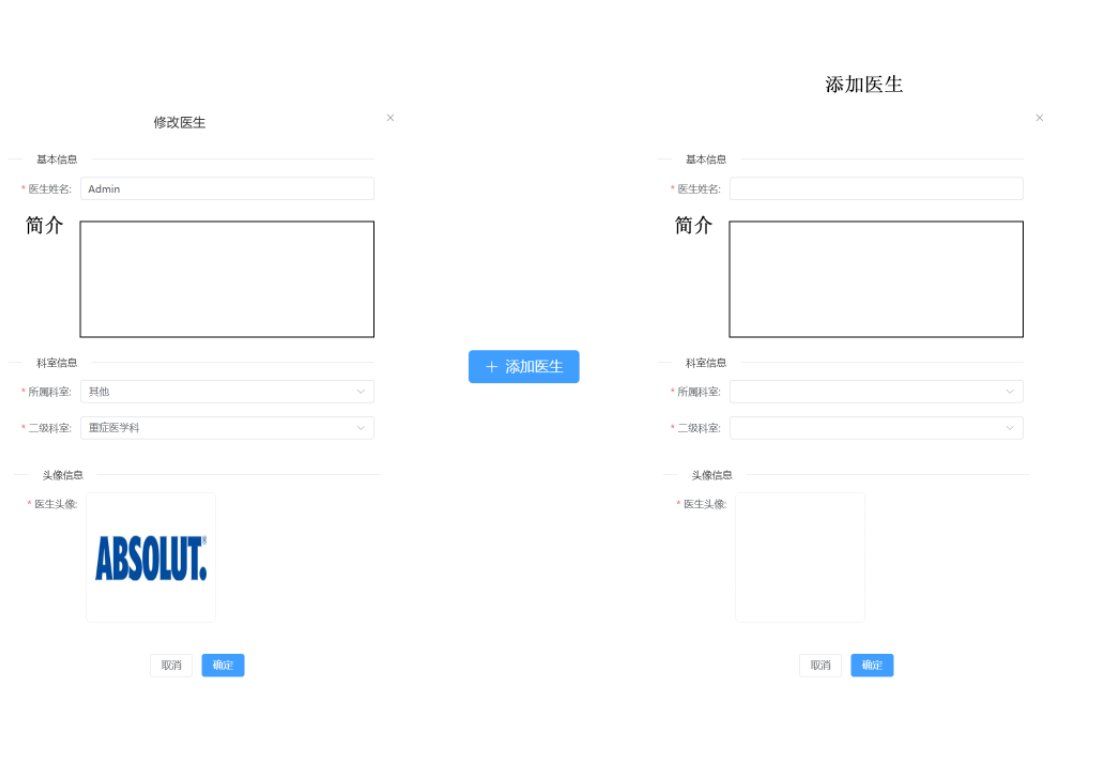 修改医生
×
基本信息
* 医生姓名: Admin
简介
科室信息
* 所属科室: 其他
* 二级科室: 重症医学科
头像信息
* 医生头像:
ABSOLUT.
取消 确定
+ 添加医生
添加医生
×
基本信息
* 医生姓名:
简介
科室信息
* 所属科室:
* 二级科室:
头像信息
* 医生头像:
取消 确定